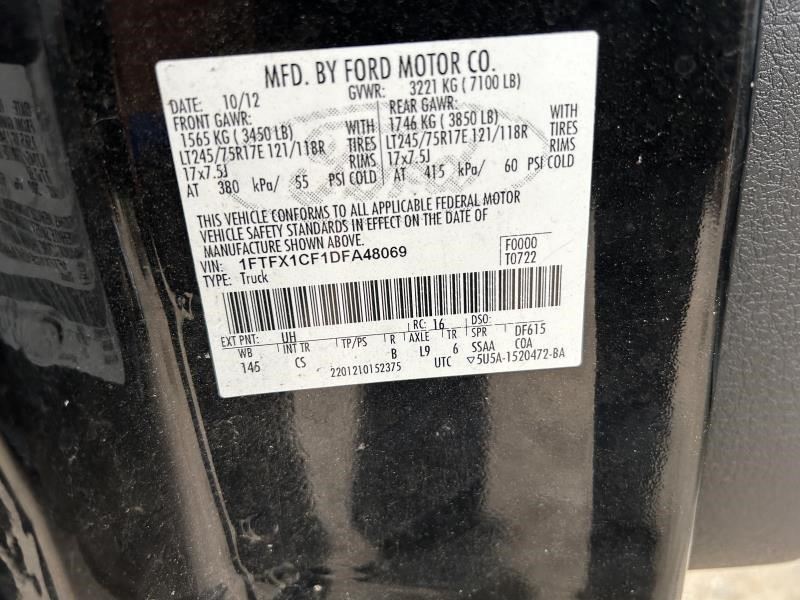 MFD. BY FORD MOTOR CO.
DATE: 10/12 GVWR: 3221 KG ( 7100 LB)
FRONT GAWR: REAR GAWR:
1565 KG ( 3450 LB) WITH 1746 KG ( 3850 LB) WITH
LT245/75R17E 121/118R TIRES LT245/75R17E 121/118R TIRES
17x7.5J RIMS 17x7.5J RIMS
AT 380 kPa/ 55 PSI COLD AT 415 kPa/ 60 PSI COLD
THIS VEHICLE CONFORMS TO ALL APPLICABLE FEDERAL MOTOR
VEHICLE SAFETY STANDARDS IN EFFECT ON THE DATE OF
MANUFACTURE SHOWN ABOVE.
VIN: 1FTFX1CF1DFA48069 F0000
TYPE: Truck T0722
EXT PNT: UH RC: 16 DSO:
WB INT TR TP/PS R AXLE TR SPR DF615
145 CS B L9 6 SSAA COA
2201210152375 UTC ▽5U5A-1520472-BA
Ford